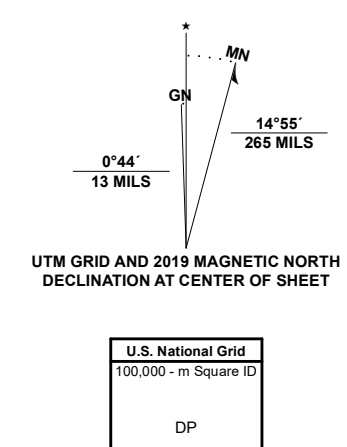 ★
MN
GN
14°55´
265 MILS
0°44´
13 MILS
UTM GRID AND 2019 MAGNETIC NORTH
DECLINATION AT CENTER OF SHEET
U.S. National Grid
100,000 - m Square ID
DP